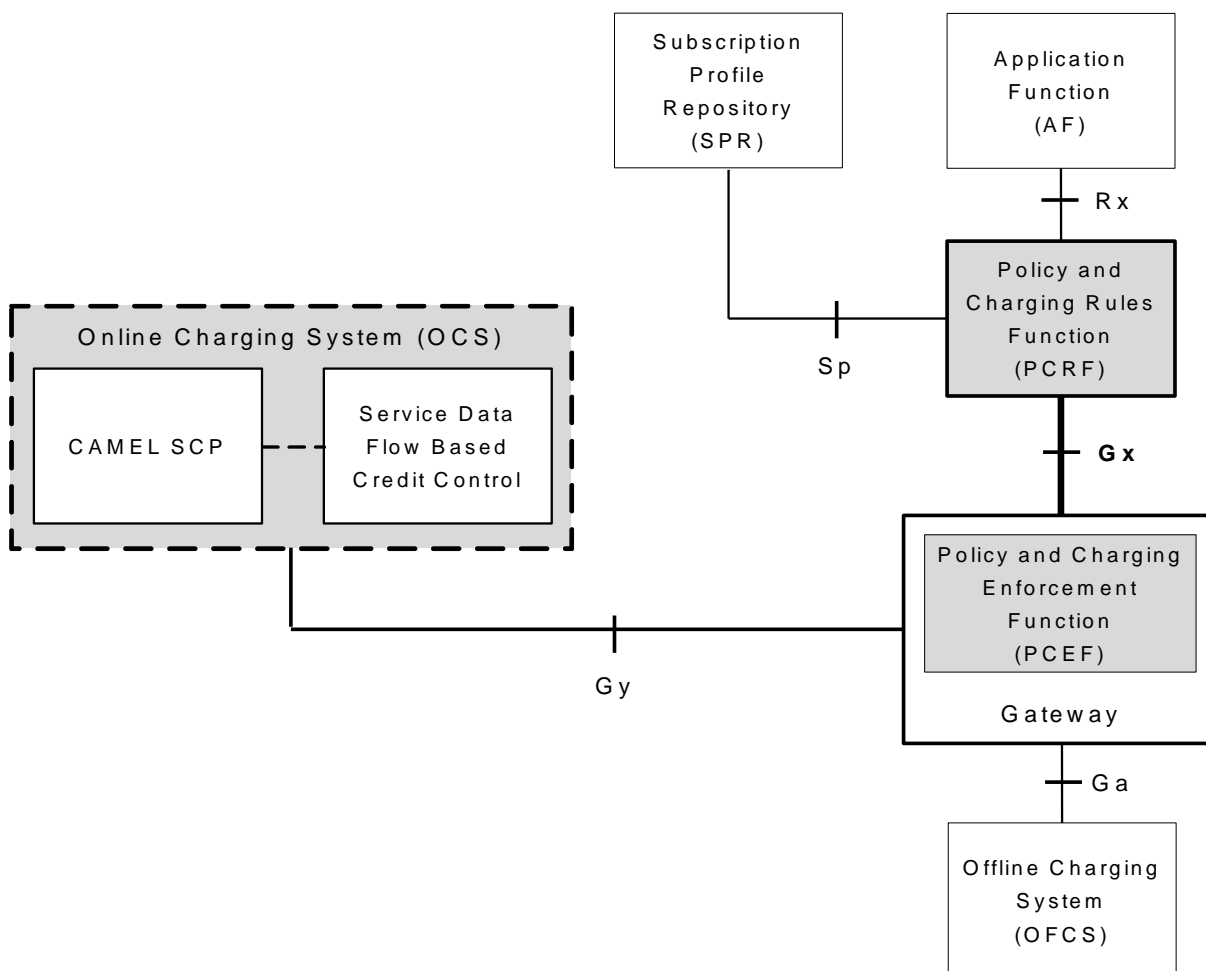 Subscription
Profile
Repository
(SPR)
Application
Function
(AF)
Rx
Policy and
Charging Rules
Function
(PCRF)
Sp
Online Charging System (OCS)
CAMEL SCP
Service Data
Flow Based
Credit Control
Gx
Policy and Charging
Enforcement
Function
(PCEF)
Gy
Gateway
Ga
Offline Charging
System
(OFCS)